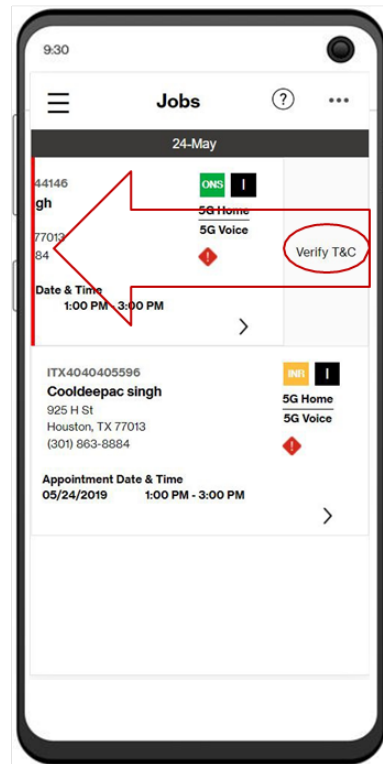 9:30
Jobs
?
24-May
44146
ONS I
gh
5G Home
77013
5G Voice
84
Verify T&C
Date & Time
1:00 PM - 3:00 PM
ITX4040405596
INR I
Cooldeepac singh
5G Home
925 H St
5G Voice
Houston, TX 77013
(301) 863-8884
Appointment Date & Time
05/24/2019 1:00 PM - 3:00 PM